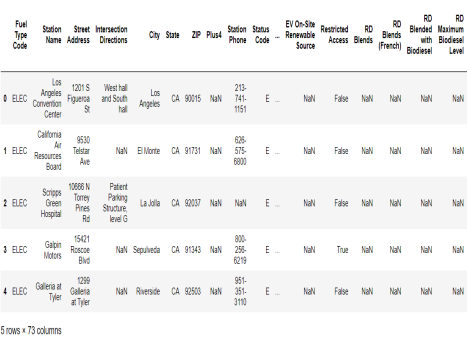 Fuel Type Code Station Name Street Address Intersection Directions City State ZIP Plus4 Station Phone Status Code ... EV On-Site Renewable Source Restricted Access RD Blends RD Blends (French) RD Blended with Biodiesel RD Maximum Biodiesel Level
0 ELEC Los Angeles Convention Center 1201 S Figueroa St West hall and South hall Los Angeles CA 90015 NaN 213-741-1151 E ... NaN False NaN NaN NaN NaN
1 ELEC California Air Resources Board 9530 Telstar Ave NaN El Monte CA 91731 NaN 626-575-6800 E ... NaN False NaN NaN NaN NaN
2 ELEC Scripps Green Hospital 10666 N Torrey Pines Rd Patient Parking Structure, level G La Jolla CA 92037 NaN NaN E ... NaN False NaN NaN NaN NaN
3 ELEC Galpin Motors 15421 Roscoe Blvd NaN Sepulveda CA 91343 NaN 800-256-6219 E ... NaN True NaN NaN NaN NaN
4 ELEC Galleria at Tyler 1299 Galleria at Tyler NaN Riverside CA 92503 NaN 951-351-3110 E ... NaN False NaN NaN NaN NaN
5 rows × 73 columns